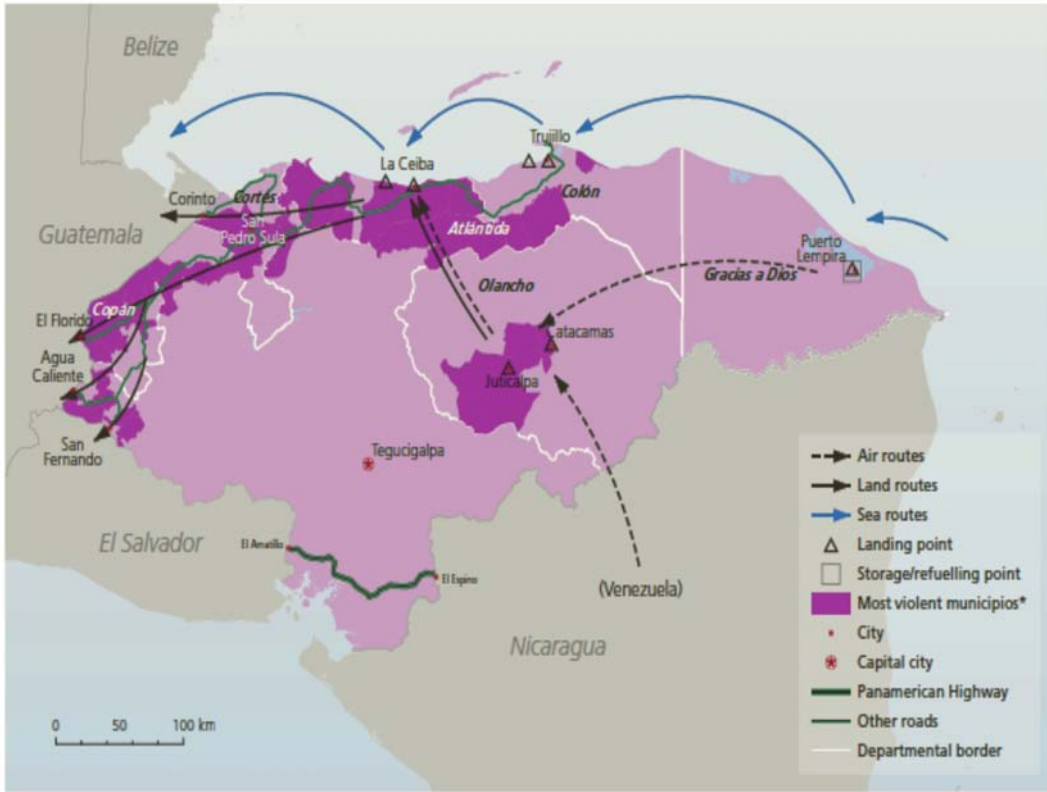 Belize
Trujillo
La Ceiba
Corinto
Cortés
Colón
San
Pedro Sula
Guatemala
Atlántida
Puerto
Lempira
Olancho
Gracias a Dios
Copán
El Florido
Catacamas
Agua
Caliente
Juticalpa
San
Fernando
Tegucigalpa
El Salvador
El Amatillo
El Espino
(Venezuela)
Nicaragua
0 50 100 km
Air routes
Land routes
Sea routes
Landing point
Storage/refuelling point
Most violent municipios*
City
Capital city
Panamerican Highway
Other roads
Departmental border